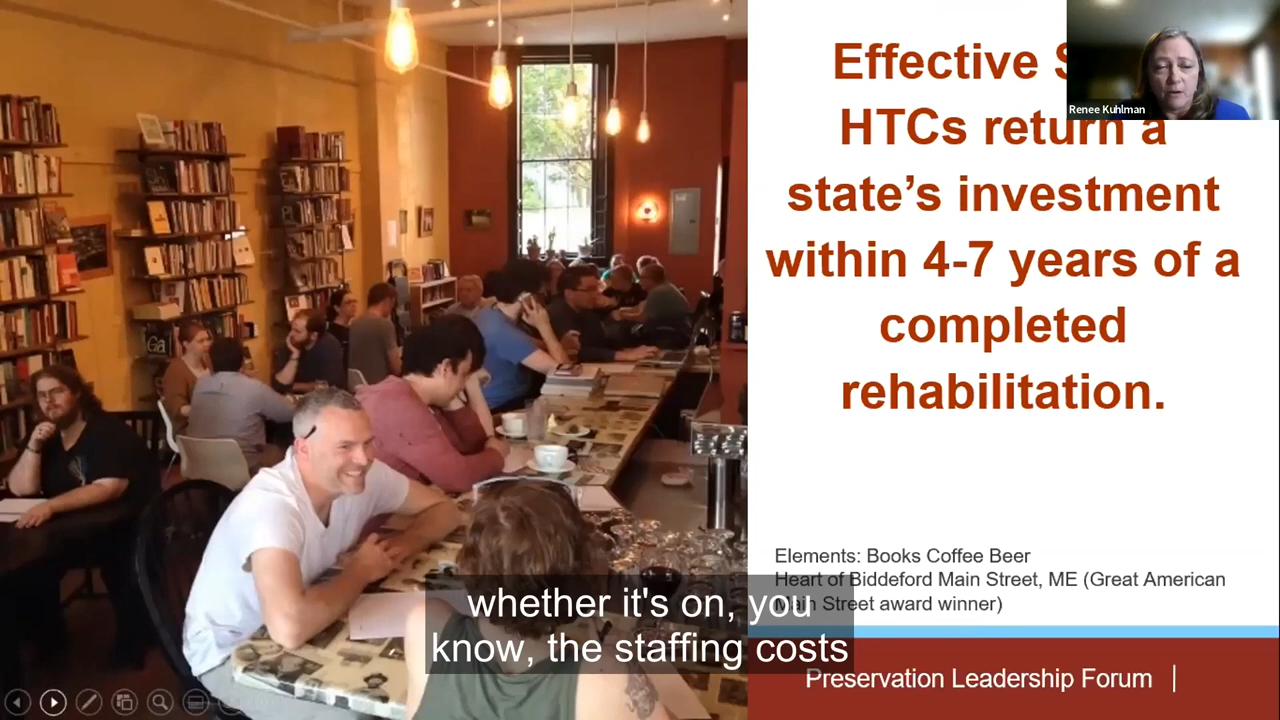 Effective S
HTCs return a
state's investment
within 4-7 years of a
completed
rehabilitation.
Renee Kuhlman
Elements: Books Coffee Beer
Heart of Biddeford Main Street, ME (Great American
Main Street award winner)
whether it's on, you
know, the staffing costs
Preservation Leadership Forum |
Ga